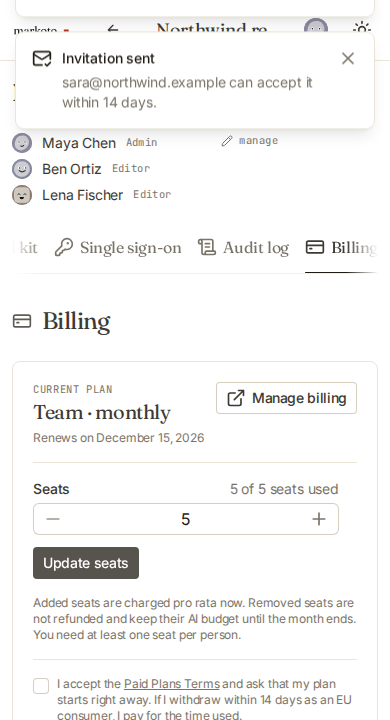 Invitation sent
sara@northwind.example can accept it
within 14 days.
Maya Chen Admin
manage
Ben Ortiz Editor
Lena Fischer Editor
kit Single sign-on Audit log Billing
Billing
CURRENT PLAN
Team · monthly
Manage billing
Renews on December 15, 2026
Seats 5 of 5 seats used
5
Update seats
Added seats are charged pro rata now. Removed seats are
not refunded and keep their AI budget until the month ends.
You need at least one seat per person.
I accept the Paid Plans Terms and ask that my plan
starts right away. If I withdraw within 14 days as an EU
consumer, I pay for the time used.